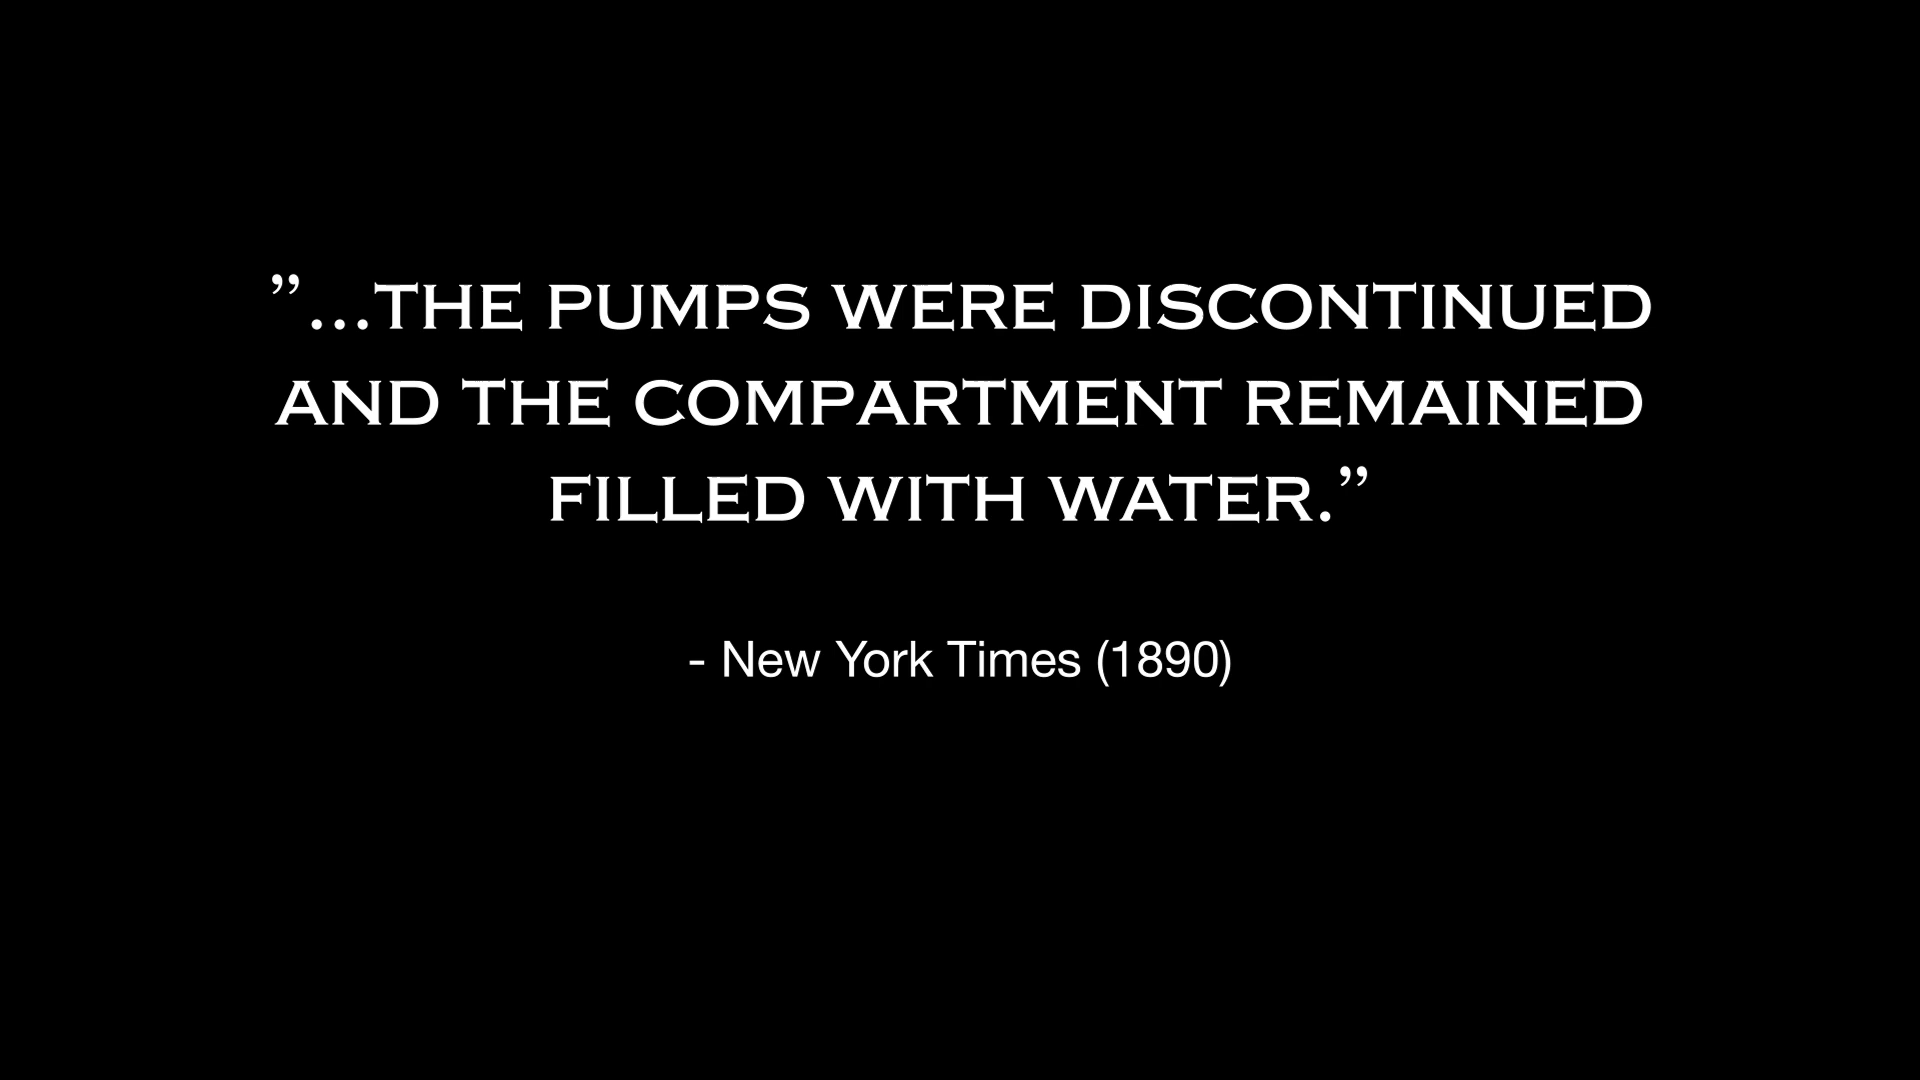 ”...THE PUMPS WERE DISCONTINUED
AND THE COMPARTMENT REMAINED
FILLED WITH WATER.”
- New York Times (1890)